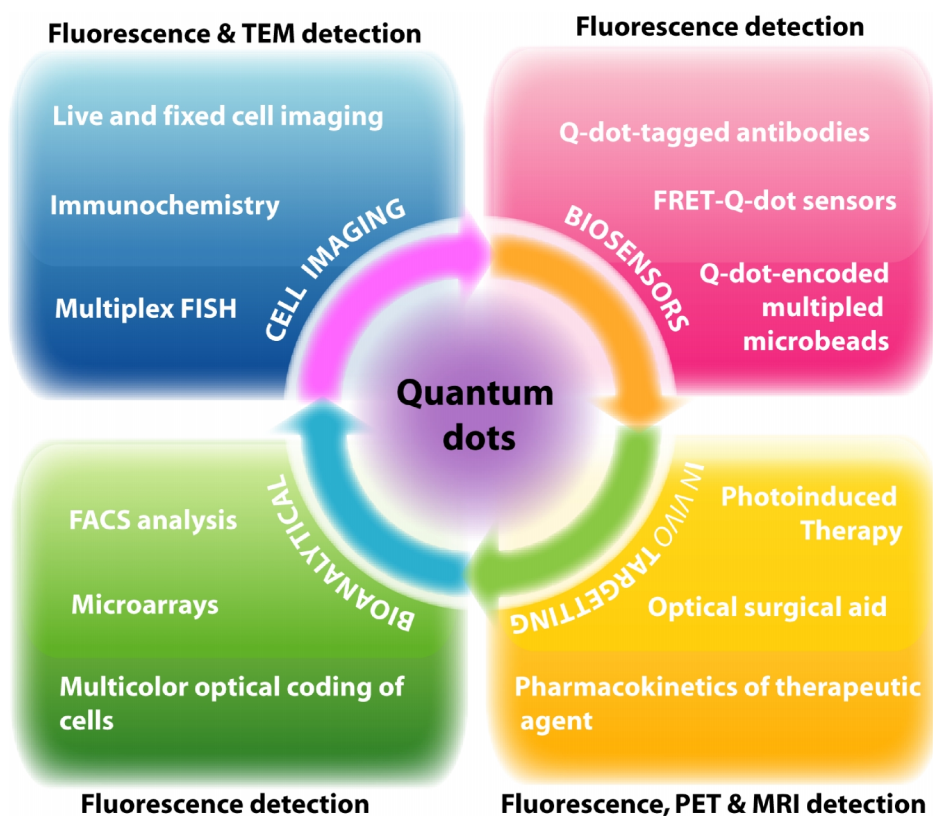 Fluorescence & TEM detection
Live and fixed cell imaging
Immunochemistry
Multiplex FISH
CELL IMAGING
Fluorescence detection
Q-dot-tagged antibodies
FRET-Q-dot sensors
Q-dot-encoded
multipled
microbeads
BIOSENSORS
Quantum
dots
FACS analysis
Microarrays
Multicolor optical coding of
cells
BIOANALYTICAL
Fluorescence detection
IN VIVO TARGETTING
Photoinduced
Therapy
Optical surgical aid
Pharmacokinetics of therapeutic
agent
Fluorescence, PET & MRI detection